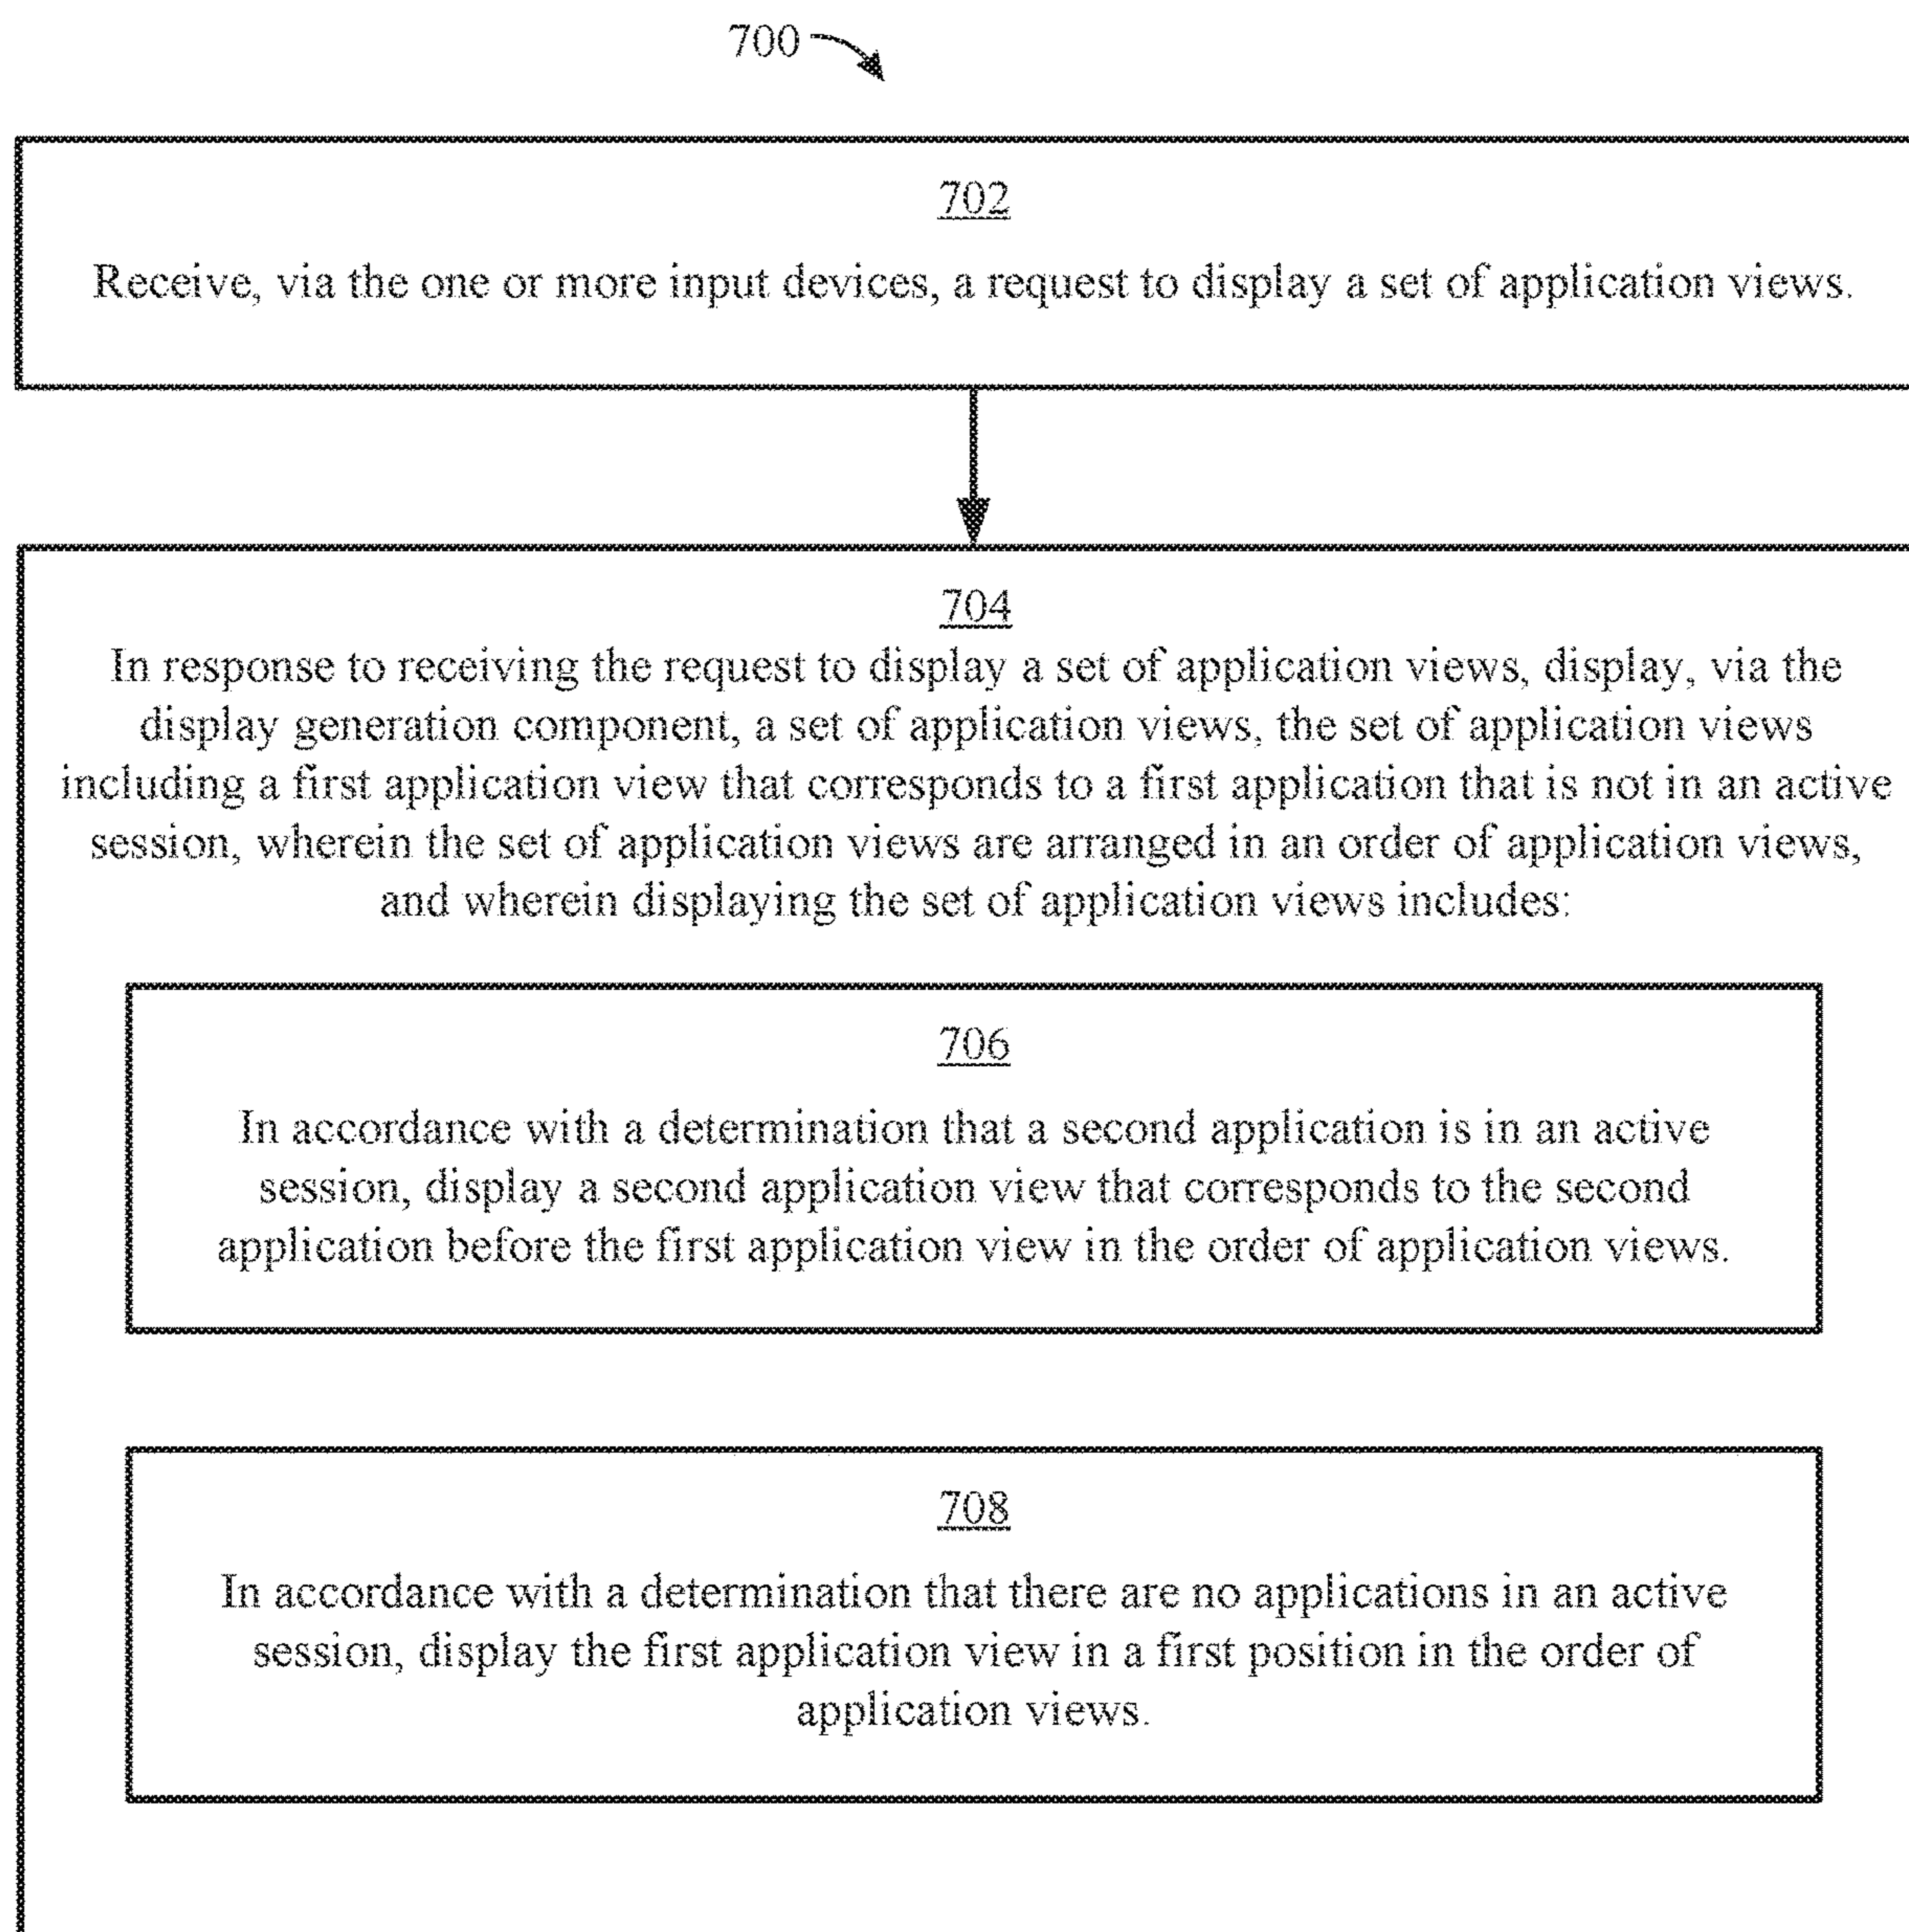 700
702
Receive, via the one or more input devices, a request to display a set of application views.
704
In response to receiving the request to display a set of application views, display, via the
display generation component, a set of application views, the set of application views
including a first application view that corresponds to a first application that is not in an active
session, wherein the set of application views are arranged in an order of application views,
and wherein displaying the set of application views includes:
706
In accordance with a determination that a second application is in an active
session, display a second application view that corresponds to the second
application before the first application view in the order of application views.
708
In accordance with a determination that there are no applications in an active
session, display the first application view in a first position in the order of
application views.